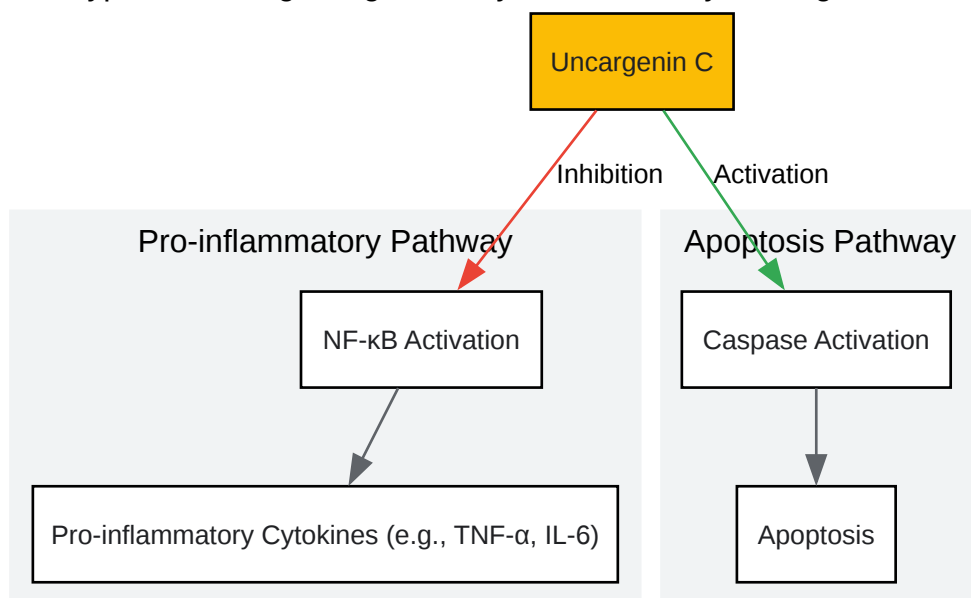 Uncargenin C
Inhibition
Activation
Pro-inflammatory Pathway
Apoptosis Pathway
NF-κB Activation
Caspase Activation
Pro-inflammatory Cytokines (e.g., TNF-α, IL-6)
Apoptosis